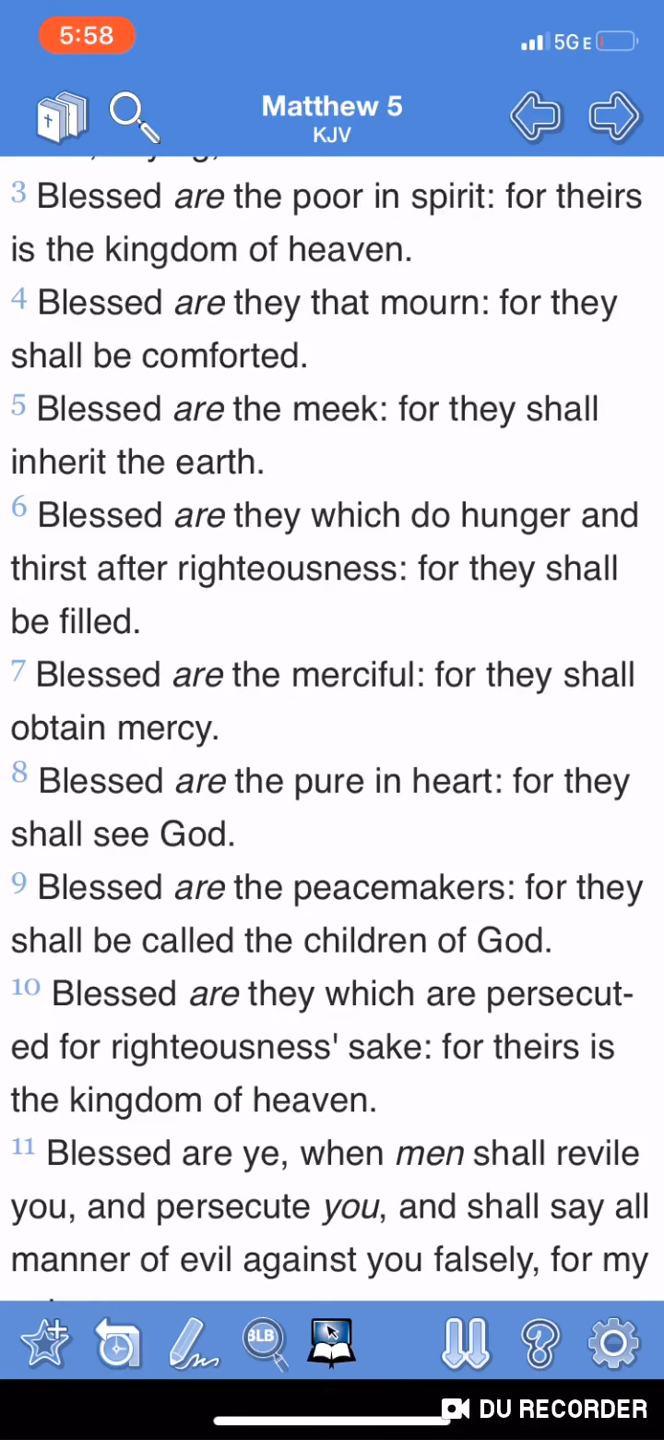 5:58
5GE
Matthew 5
KJV
3 Blessed are the poor in spirit: for theirs
is the kingdom of heaven.
4 Blessed are they that mourn: for they
shall be comforted.
5 Blessed are the meek: for they shall
inherit the earth.
6 Blessed are they which do hunger and
thirst after righteousness: for they shall
be filled.
7 Blessed are the merciful: for they shall
obtain mercy.
8 Blessed are the pure in heart: for they
shall see God.
9 Blessed are the peacemakers: for they
shall be called the children of God.
10 Blessed are they which are persecut-
ed for righteousness' sake: for theirs is
the kingdom of heaven.
11 Blessed are ye, when men shall revile
you, and persecute you, and shall say all
manner of evil against you falsely, for my
BLB
DU RECORDER